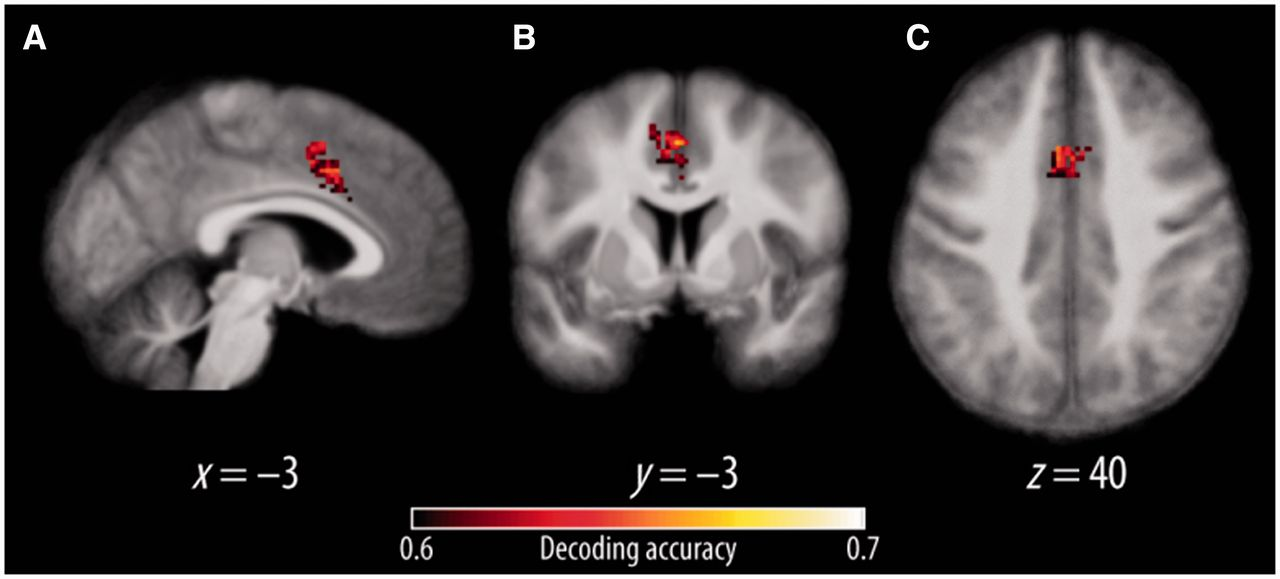 A
B
C
x = –3
y = –3
z = 40
0.6
Decoding accuracy
0.7